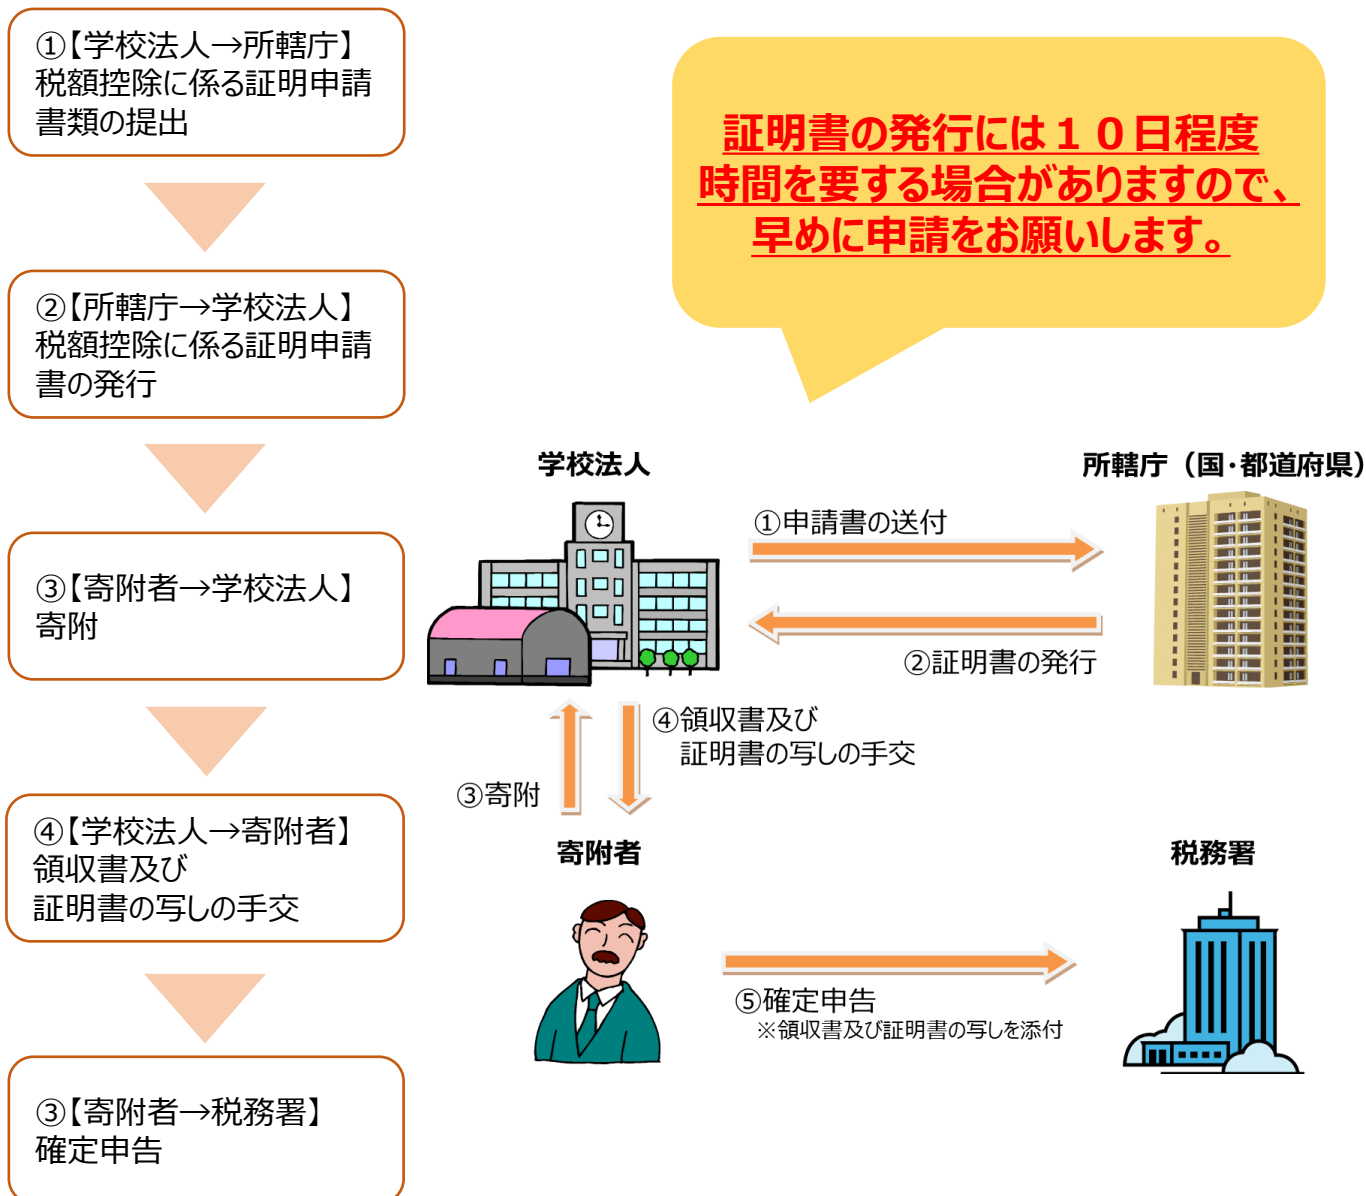 ①【学校法人→所轄庁】
税額控除に係る証明申請
書類の提出
②【所轄庁→学校法人】
税額控除に係る証明申請
書の発行
③【寄附者→学校法人】
寄附
④【学校法人→寄附者】
領収書及び
証明書の写しの手交
③【寄附者→税務署】
確定申告
証明書の発行には１０日程度
時間を要する場合がありますので、
早めに申請をお願いします。
学校法人
所轄庁（国・都道府県）
①申請書の送付
②証明書の発行
④領収書及び
証明書の写しの手交
③寄附
寄附者
税務署
⑤確定申告
※領収書及び証明書の写しを添付